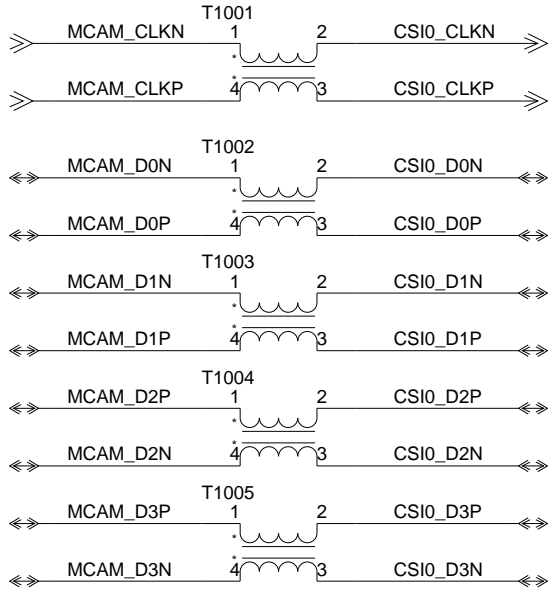 T1001
MCAM_CLKN 1 2 CSI0_CLKN
*
*
MCAM_CLKP 4 3 CSI0_CLKP
T1002
MCAM_D0N 1 2 CSI0_D0N
*
*
MCAM_D0P 4 3 CSI0_D0P
T1003
MCAM_D1N 1 2 CSI0_D1N
*
*
MCAM_D1P 4 3 CSI0_D1P
T1004
MCAM_D2P 1 2 CSI0_D2P
*
*
MCAM_D2N 4 3 CSI0_D2N
T1005
MCAM_D3P 1 2 CSI0_D3P
*
*
MCAM_D3N 4 3 CSI0_D3N